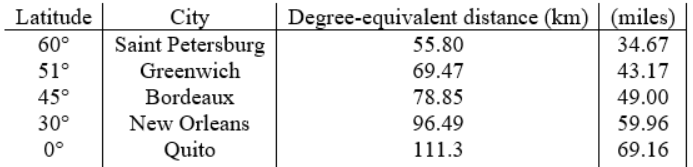 Latitude City Degree-equivalent distance (km) (miles)
60° Saint Petersburg 55.80 34.67
51° Greenwich 69.47 43.17
45° Bordeaux 78.85 49.00
30° New Orleans 96.49 59.96
0° Quito 111.3 69.16